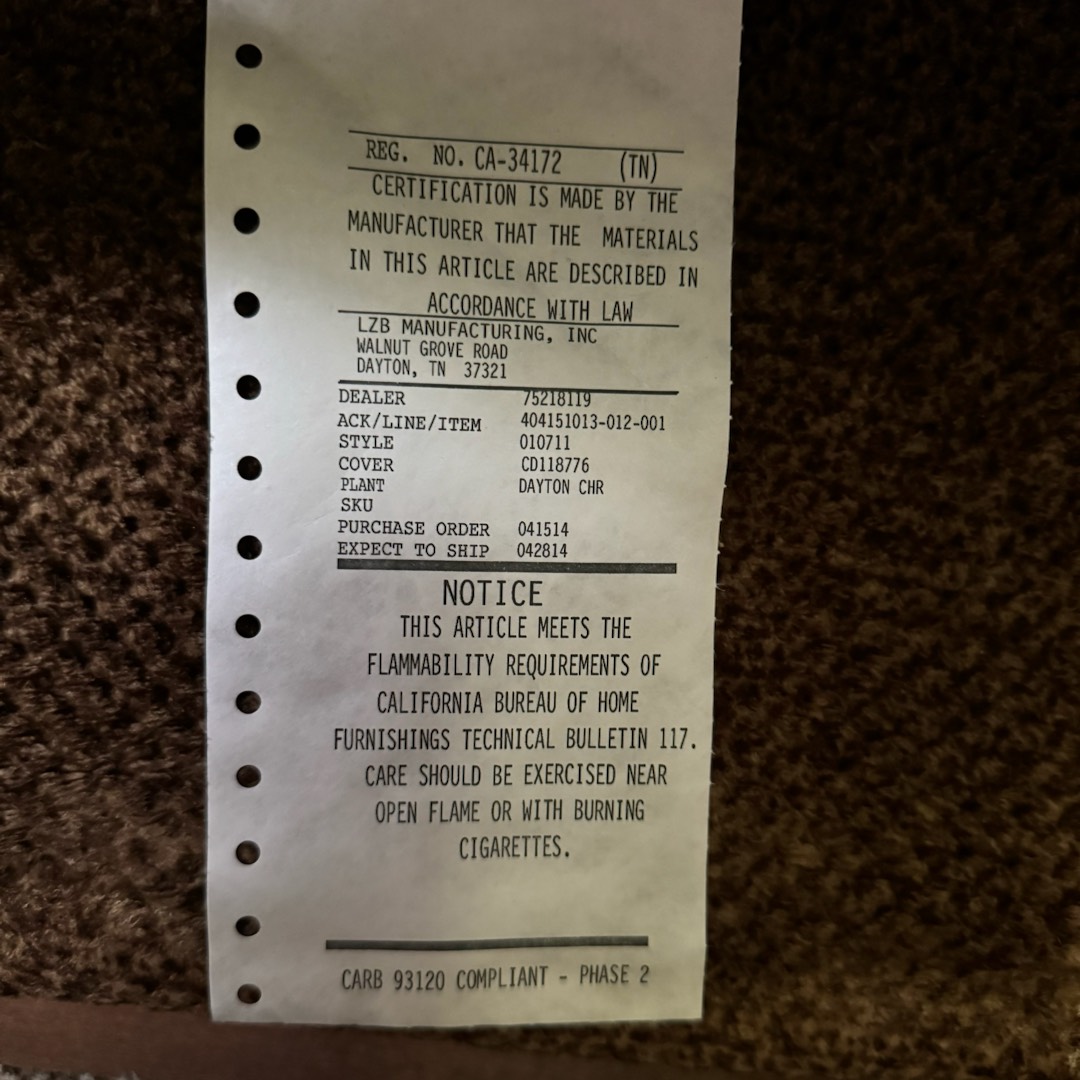 REG. NO. CA-34172 (TN)
CERTIFICATION IS MADE BY THE
MANUFACTURER THAT THE MATERIALS
IN THIS ARTICLE ARE DESCRIBED IN
ACCORDANCE WITH LAW
LZB MANUFACTURING, INC
WALNUT GROVE ROAD
DAYTON, TN 37321
DEALER 75218119
ACK/LINE/ITEM 404151013-012-001
STYLE 010711
COVER CD118776
PLANT DAYTON CHR
SKU
PURCHASE ORDER 041514
EXPECT TO SHIP 042814
NOTICE
THIS ARTICLE MEETS THE
FLAMMABILITY REQUIREMENTS OF
CALIFORNIA BUREAU OF HOME
FURNISHINGS TECHNICAL BULLETIN 117.
CARE SHOULD BE EXERCISED NEAR
OPEN FLAME OR WITH BURNING
CIGARETTES.
CARB 93120 COMPLIANT - PHASE 2